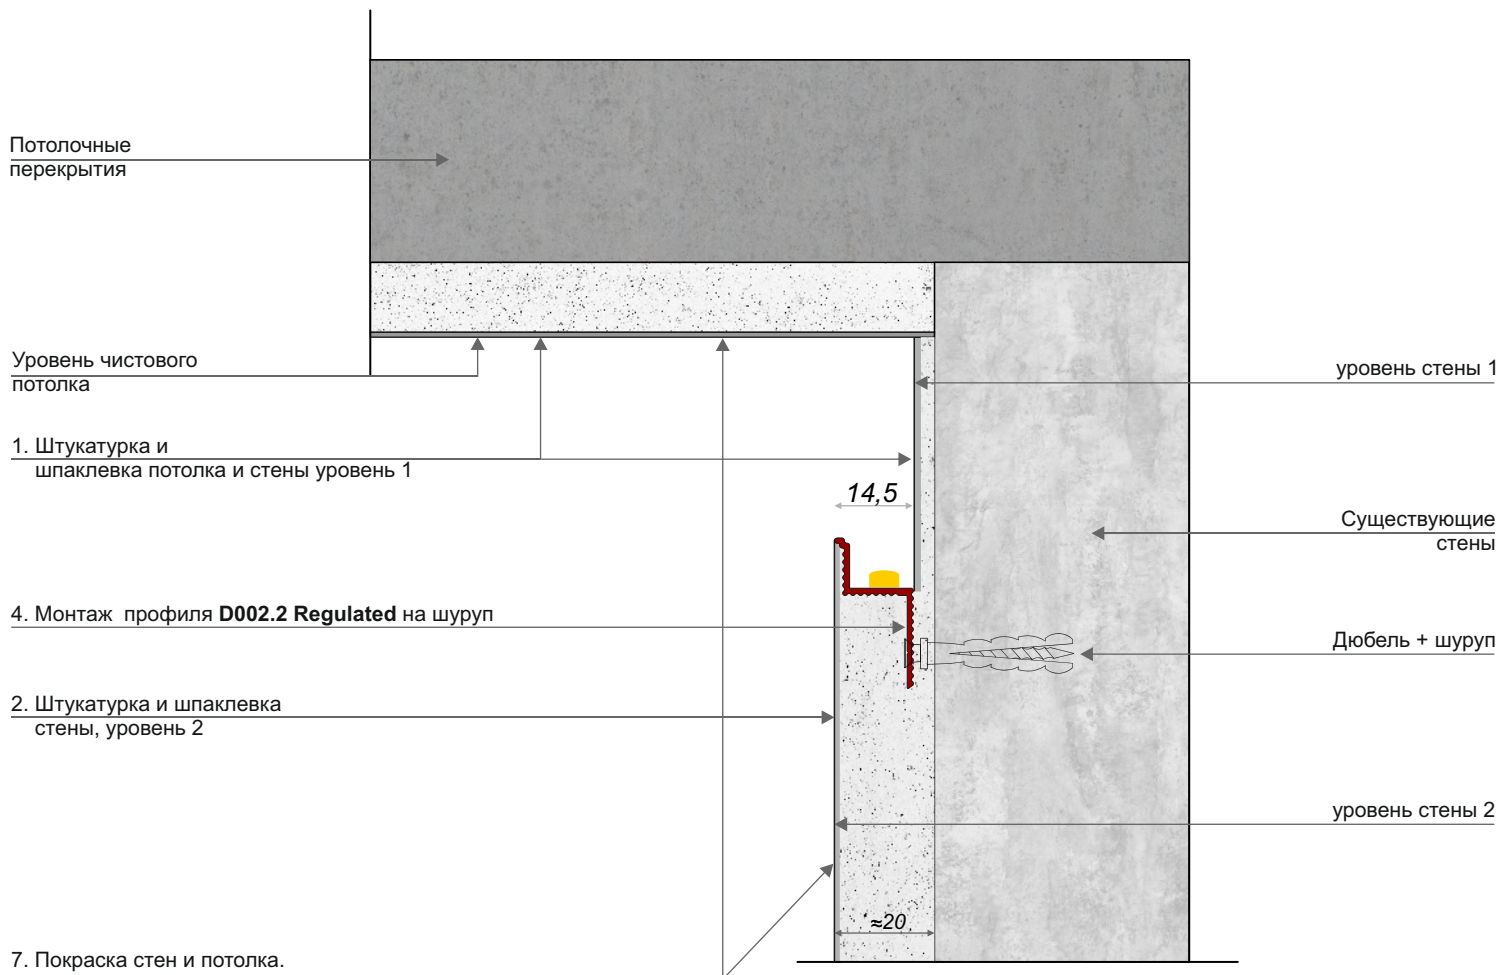 Потолочные
перекрытия
Уровень чистового
потолка
1. Штукатурка и
шпаклевка потолка и стены уровень 1
4. Монтаж профиля D002.2 Regulated на шуруп
2. Штукатурка и шпаклевка
стены, уровень 2
7. Покраска стен и потолка.
14,5
≈20
уровень стены 1
Существующие
стены
Дюбель + шуруп
уровень стены 2